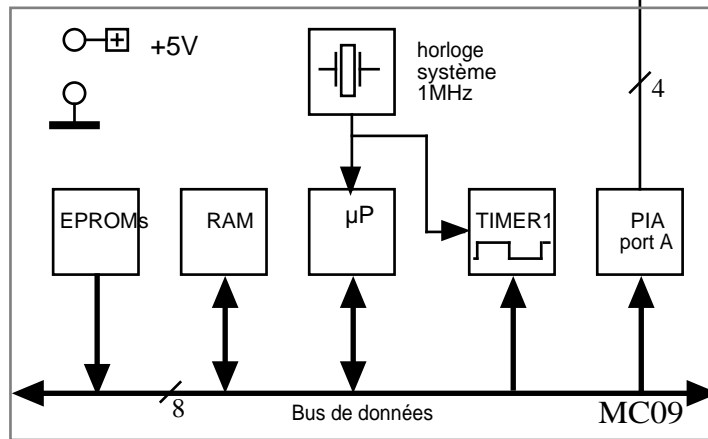 +5V
horloge
système
1MHz
4
EPROMs
RAM
µP
TIMER1
PIA
port A
8
Bus de données
MC09